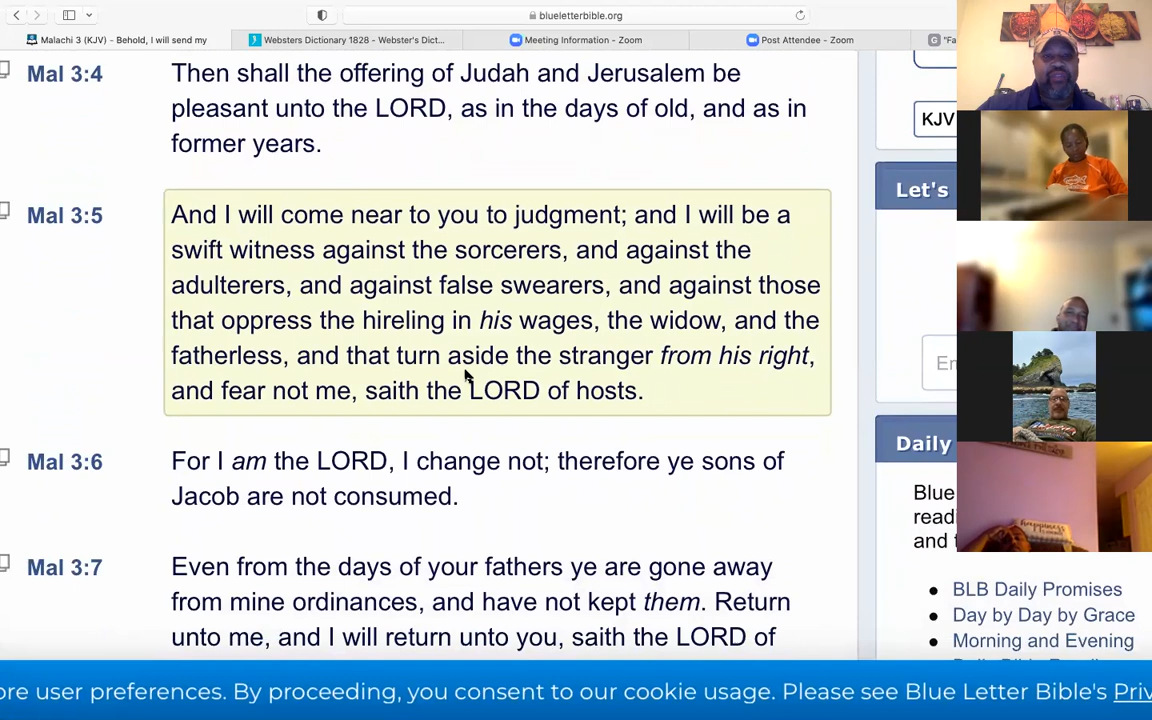 blueletterbible.org
Malachi 3 (KJV) - Behold, I will send my
Websters Dictionary 1828 - Webster's Dict...
Meeting Information - Zoom
Post Attendee - Zoom
Mal 3:4
Then shall the offering of Judah and Jerusalem be
pleasant unto the LORD, as in the days of old, and as in
former years.
Mal 3:5
And I will come near to you to judgment; and I will be a
swift witness against the sorcerers, and against the
adulterers, and against false swearers, and against those
that oppress the hireling in his wages, the widow, and the
fatherless, and that turn aside the stranger from his right,
and fear not me, saith the LORD of hosts.
Mal 3:6
For I am the LORD, I change not; therefore ye sons of
Jacob are not consumed.
Mal 3:7
Even from the days of your fathers ye are gone away
from mine ordinances, and have not kept them. Return
unto me, and I will return unto you, saith the LORD of
KJV
Let's
En
Daily
Blue
readi
and
BLB Daily Promises
Day by Day by Grace
Morning and Evening
ore user preferences. By proceeding, you consent to our cookie usage. Please see Blue Letter Bible's Priv
happiness